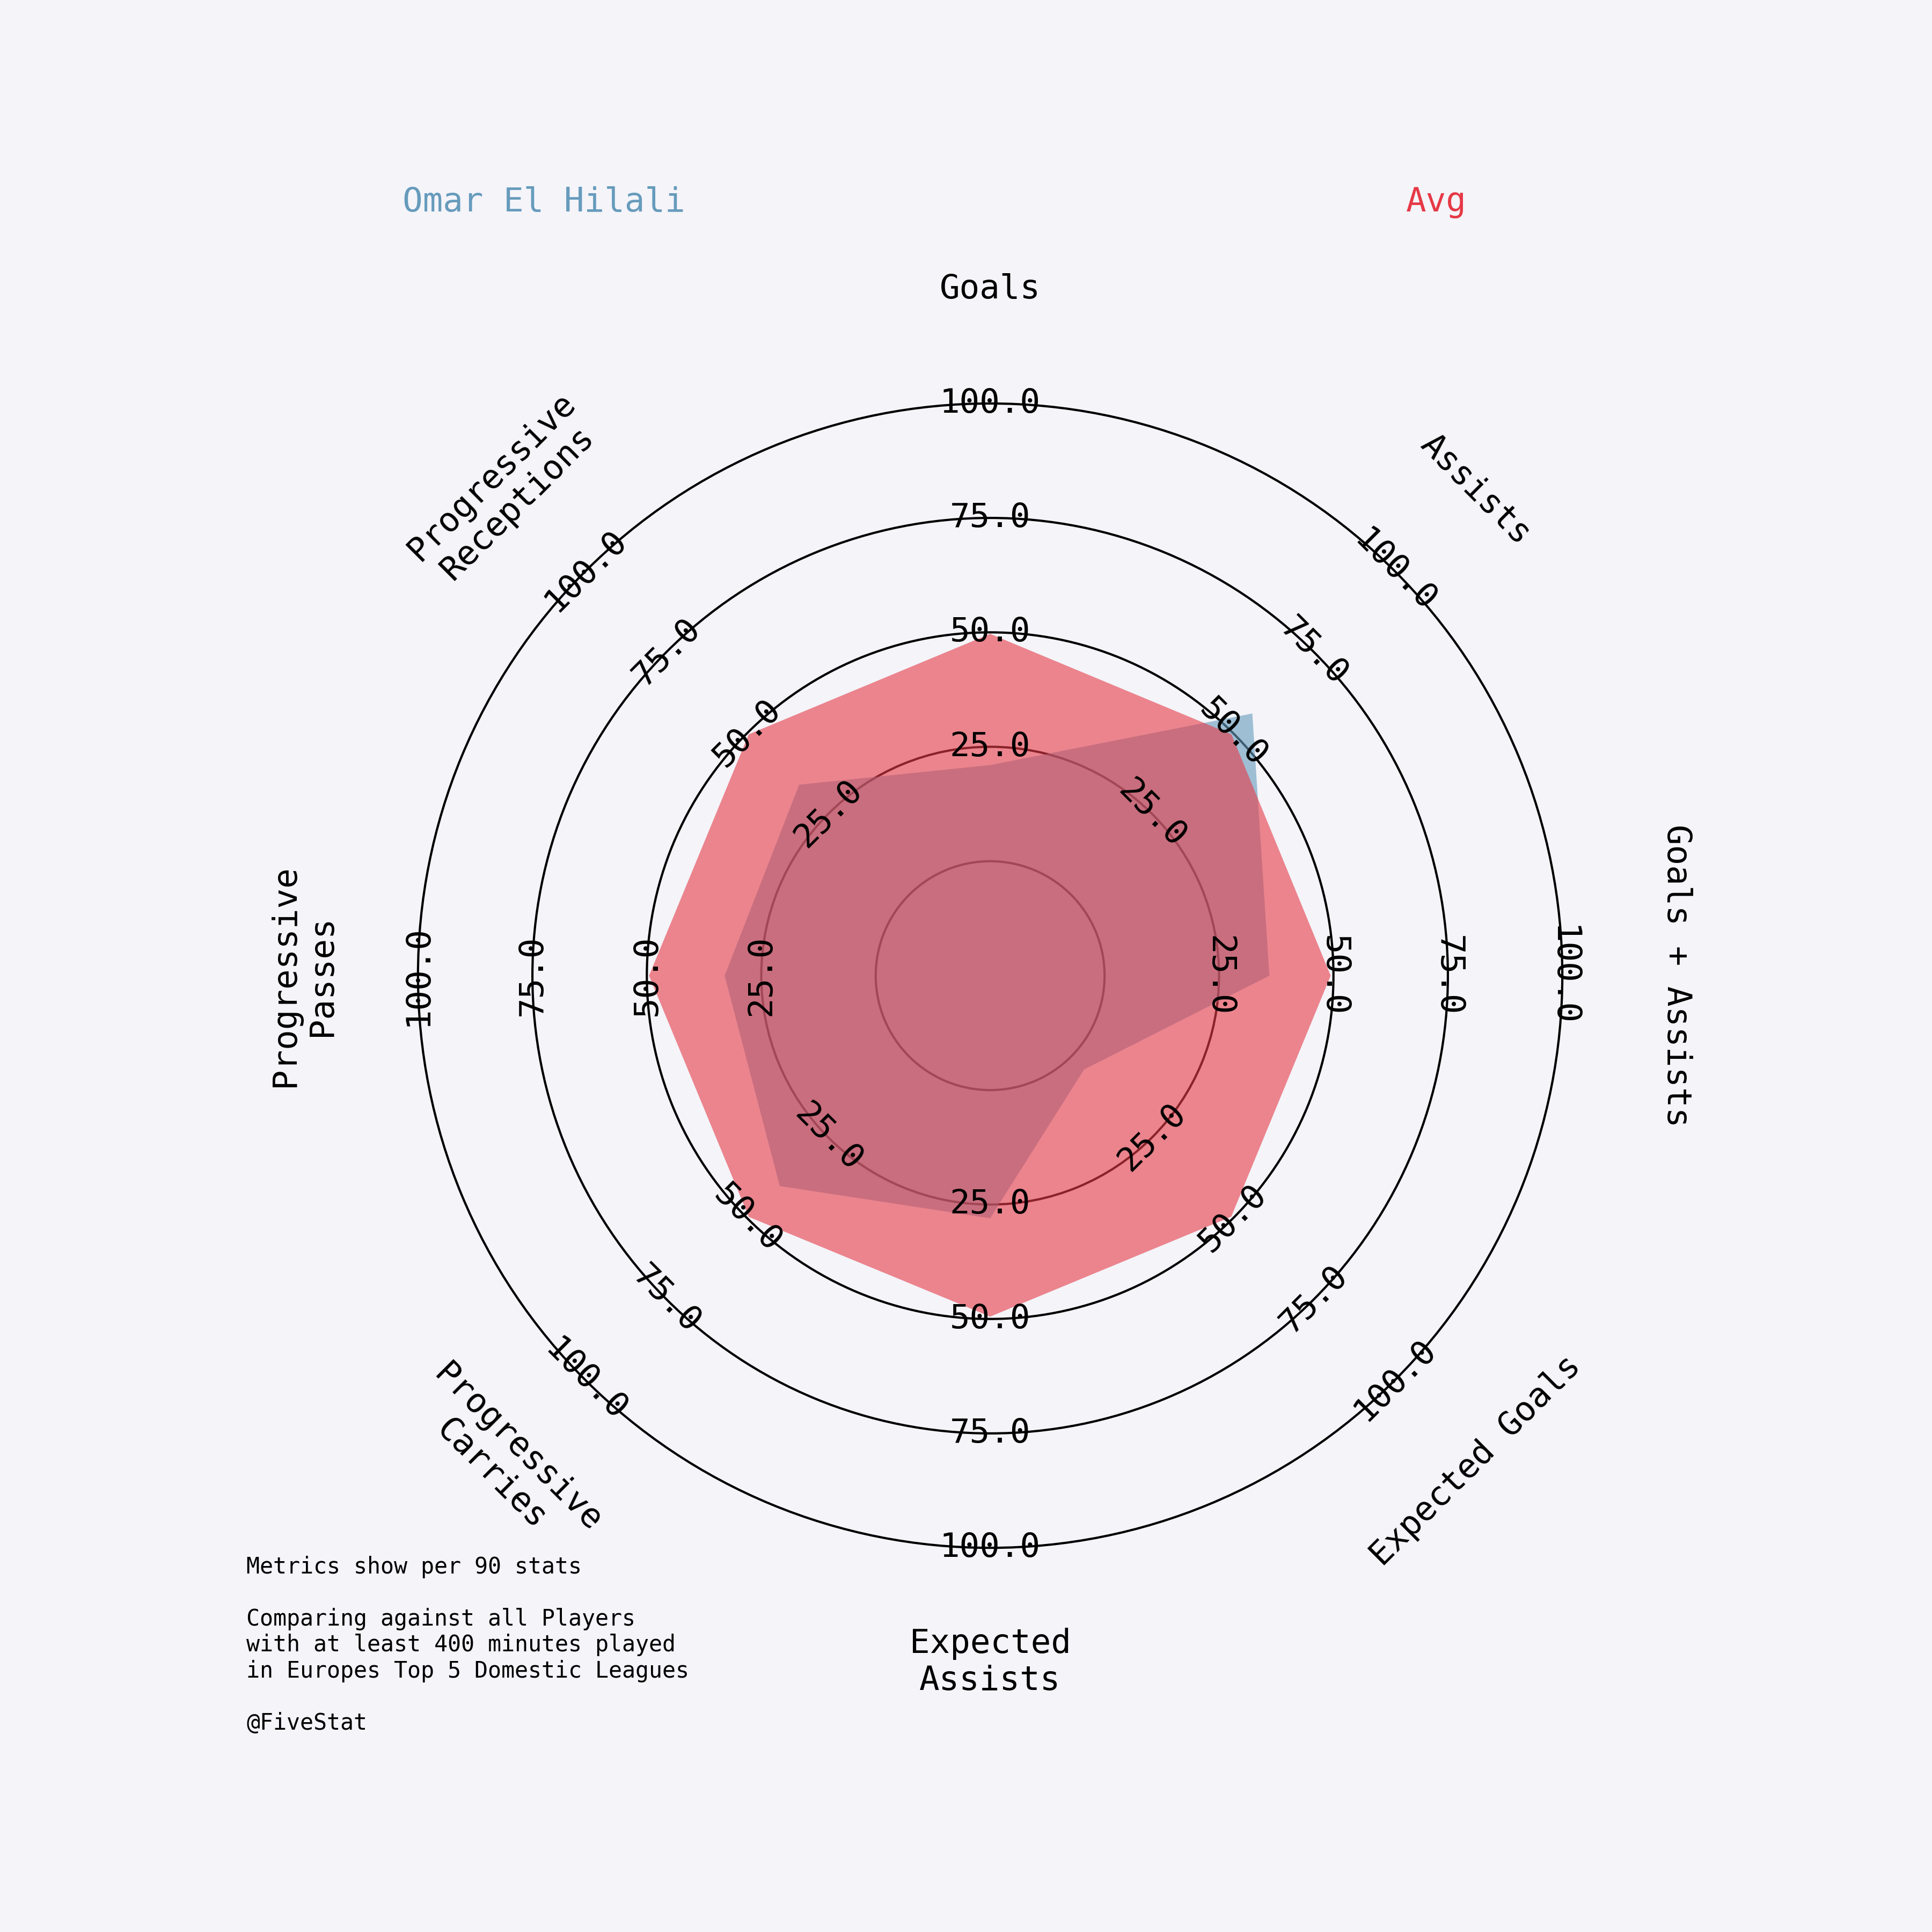 Omar El Hilali
Avg
Goals
Assists
Goals + Assists
Expected Goals
Expected
Assists
Progressive
Carries
Progressive
Passes
Progressive
Receptions
25.0
50.0
75.0
100.0
25.0
50.0
75.0
100.0
25.0
50.0
75.0
100.0
25.0
50.0
75.0
100.0
25.0
50.0
75.0
100.0
25.0
50.0
75.0
100.0
25.0
50.0
75.0
100.0
25.0
50.0
75.0
100.0
Metrics show per 90 stats
Comparing against all Players
with at least 400 minutes played
in Europes Top 5 Domestic Leagues
@FiveStat